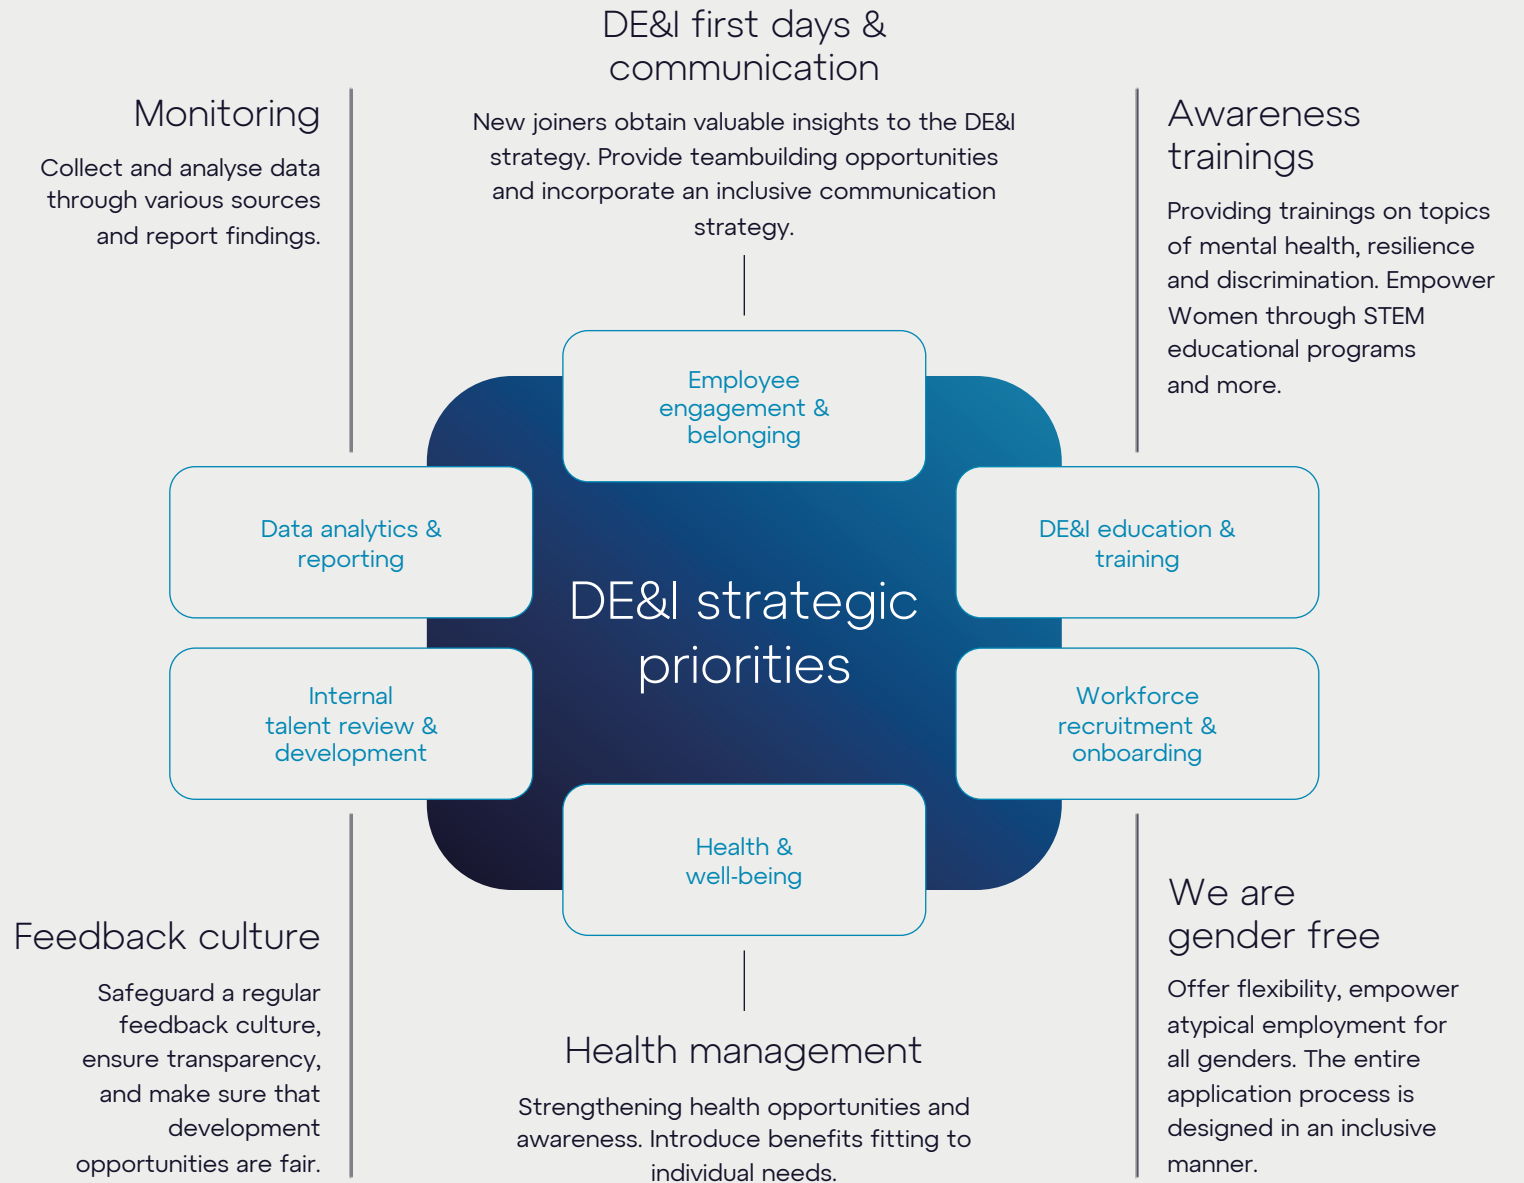 DE&I first days &
communication
New joiners obtain valuable insights to the DE&I
strategy. Provide teambuilding opportunities
and incorporate an inclusive communication
strategy.
Monitoring
Collect and analyse data
through various sources
and report findings.
Awareness
trainings
Providing trainings on topics
of mental health, resilience
and discrimination. Empower
Women through STEM
educational programs
and more.
Employee
engagement &
belonging
Data analytics &
reporting
DE&I education &
training
DE&I strategic
priorities
Internal
talent review &
development
Workforce
recruitment &
onboarding
Health &
well-being
Feedback culture
Safeguard a regular
feedback culture,
ensure transparency,
and make sure that
development
opportunities are fair.
Health management
Strengthening health opportunities and
awareness. Introduce benefits fitting to
individual needs.
We are
gender free
Offer flexibility, empower
atypical employment for
all genders. The entire
application process is
designed in an inclusive
manner.